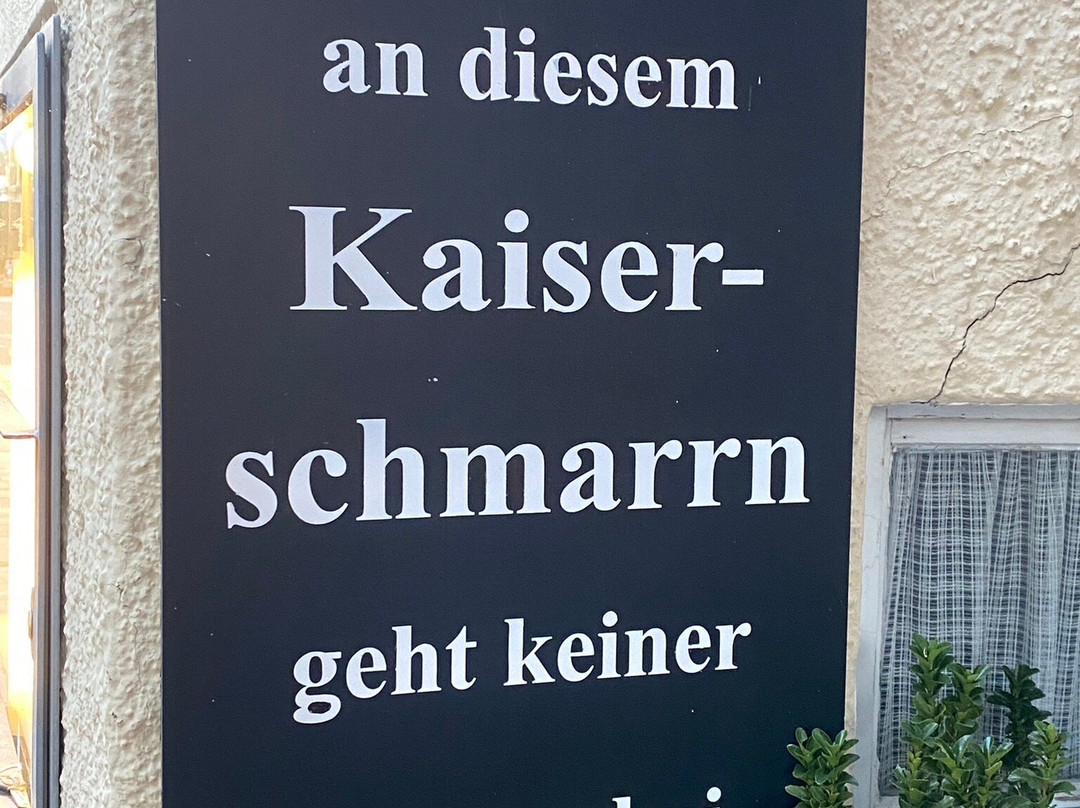 an diesem
Kaiser-
schmarrn
geht keiner